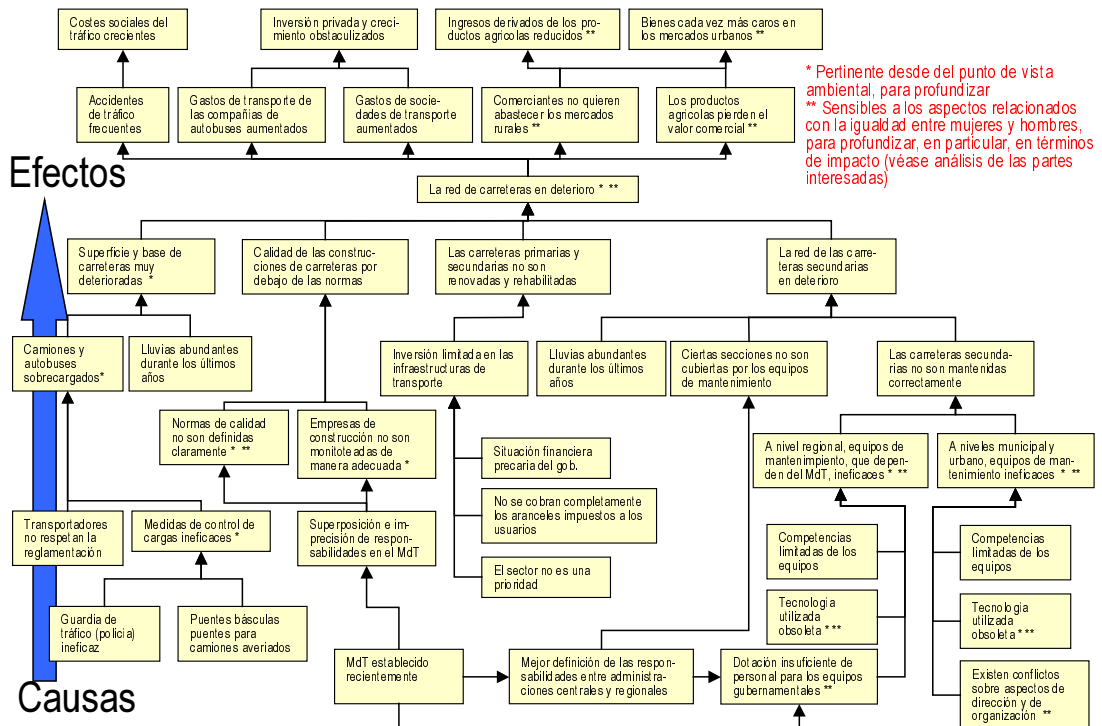 Costes sociales del
tráfico crecientes
Inversión privada y creci-
miento obstaculizados
Ingresos derivados de los pro-
ductos agrícolas reducidos **
Bienes cada vez más caros en
los mercados urbanos **
* Pertinente desde del punto de vista
ambiental, para profundizar
** Sensibles a los aspectos relacionados
con la igualdad entre mujeres y hombres,
para profundizar, en particular, en términos
de impacto (véase análisis de las partes
interesadas)
Accidentes
de tráfico
frecuentes
Gastos de transporte de
las compañías de
autobuses aumentados
Gastos de socie-
dades de transporte
aumentados
Comerciantes no quieren
abastecer los mercados
rurales **
Los productos
agrícolas pierden el
valor comercial **
Efectos
La red de carreteras en deterioro * **
Superficie y base de
carreteras muy
deterioradas *
Calidad de las construc-
ciones de carreteras por
debajo de las normas
Las carreteras primarias y
secundarias no son
renovadas y rehabilitadas
La red de las carre-
teras secundarias
en deterioro
Camiones y
autobuses
sobrecargados*
Lluvias abundantes
durante los últimos
años
Inversión limitada en las
infraestructuras de
transporte
Lluvias abundantes
durante los últimos
años
Ciertas secciones no son
cubiertas por los equipos
de mantenimiento
Las carreteras secunda-
rias no son mantenidas
correctamente
Normas de calidad
no son definidas
claramente * **
Empresas de
construcción no son
monitoteadas de
manera adecuada *
Situación financiera
precaria del gob.
A nivel regional, equipos de
mantenimpiento, que depen-
den del MdT, ineficaces * **
A niveles municipal y
urbano, equipos de man-
tenimiento ineficaces * **
No se cobran completamente
los aranceles impuestos a los
usuarios
Transportadores
no respetan la
reglamentación
Medidas de control de
cargas ineficaces *
Superposición e im-
precisión de respon-
sabilidades en el MdT
Competencias
limitadas de los
equipos
Competencias
limitadas de los
equipos
El sector no es una
prioridad
Guardia de
tráfico (policia)
ineficaz
Puentes básculas
puentes para
camiones averiados
Tecnologia
utilizada
obsoleta * **
Tecnologia
utilizada
obsoleta * **
MdT establecido
recientemente
Mejor definición de las respon-
sabilidades entre administra-
ciones centrales y regionales
Dotación insuficiente de
personal para los equipos
gubernamentales **
Existen conflictos
sobre aspectos de
dirección y de
organización **
Causas